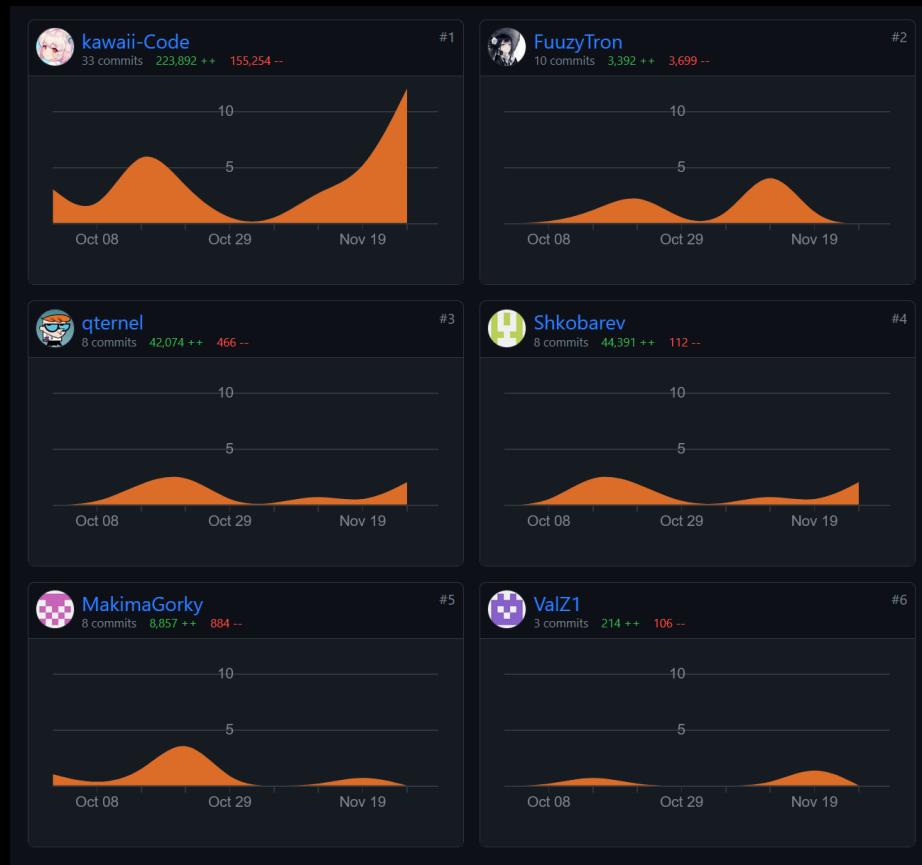 kawaii-Code #1
33 commits 223,892 ++ 155,254 --
10
5
Oct 08 Oct 29 Nov 19
FuuzyTron #2
10 commits 3,392 ++ 3,699 --
10
5
Oct 08 Oct 29 Nov 19
qternel #3
8 commits 42,074 ++ 466 --
10
5
Oct 08 Oct 29 Nov 19
Shkobarev #4
8 commits 44,391 ++ 112 --
10
5
Oct 08 Oct 29 Nov 19
MakimaGorky #5
8 commits 8,857 ++ 884 --
10
5
Oct 08 Oct 29 Nov 19
ValZ1 #6
3 commits 214 ++ 106 --
10
5
Oct 08 Oct 29 Nov 19